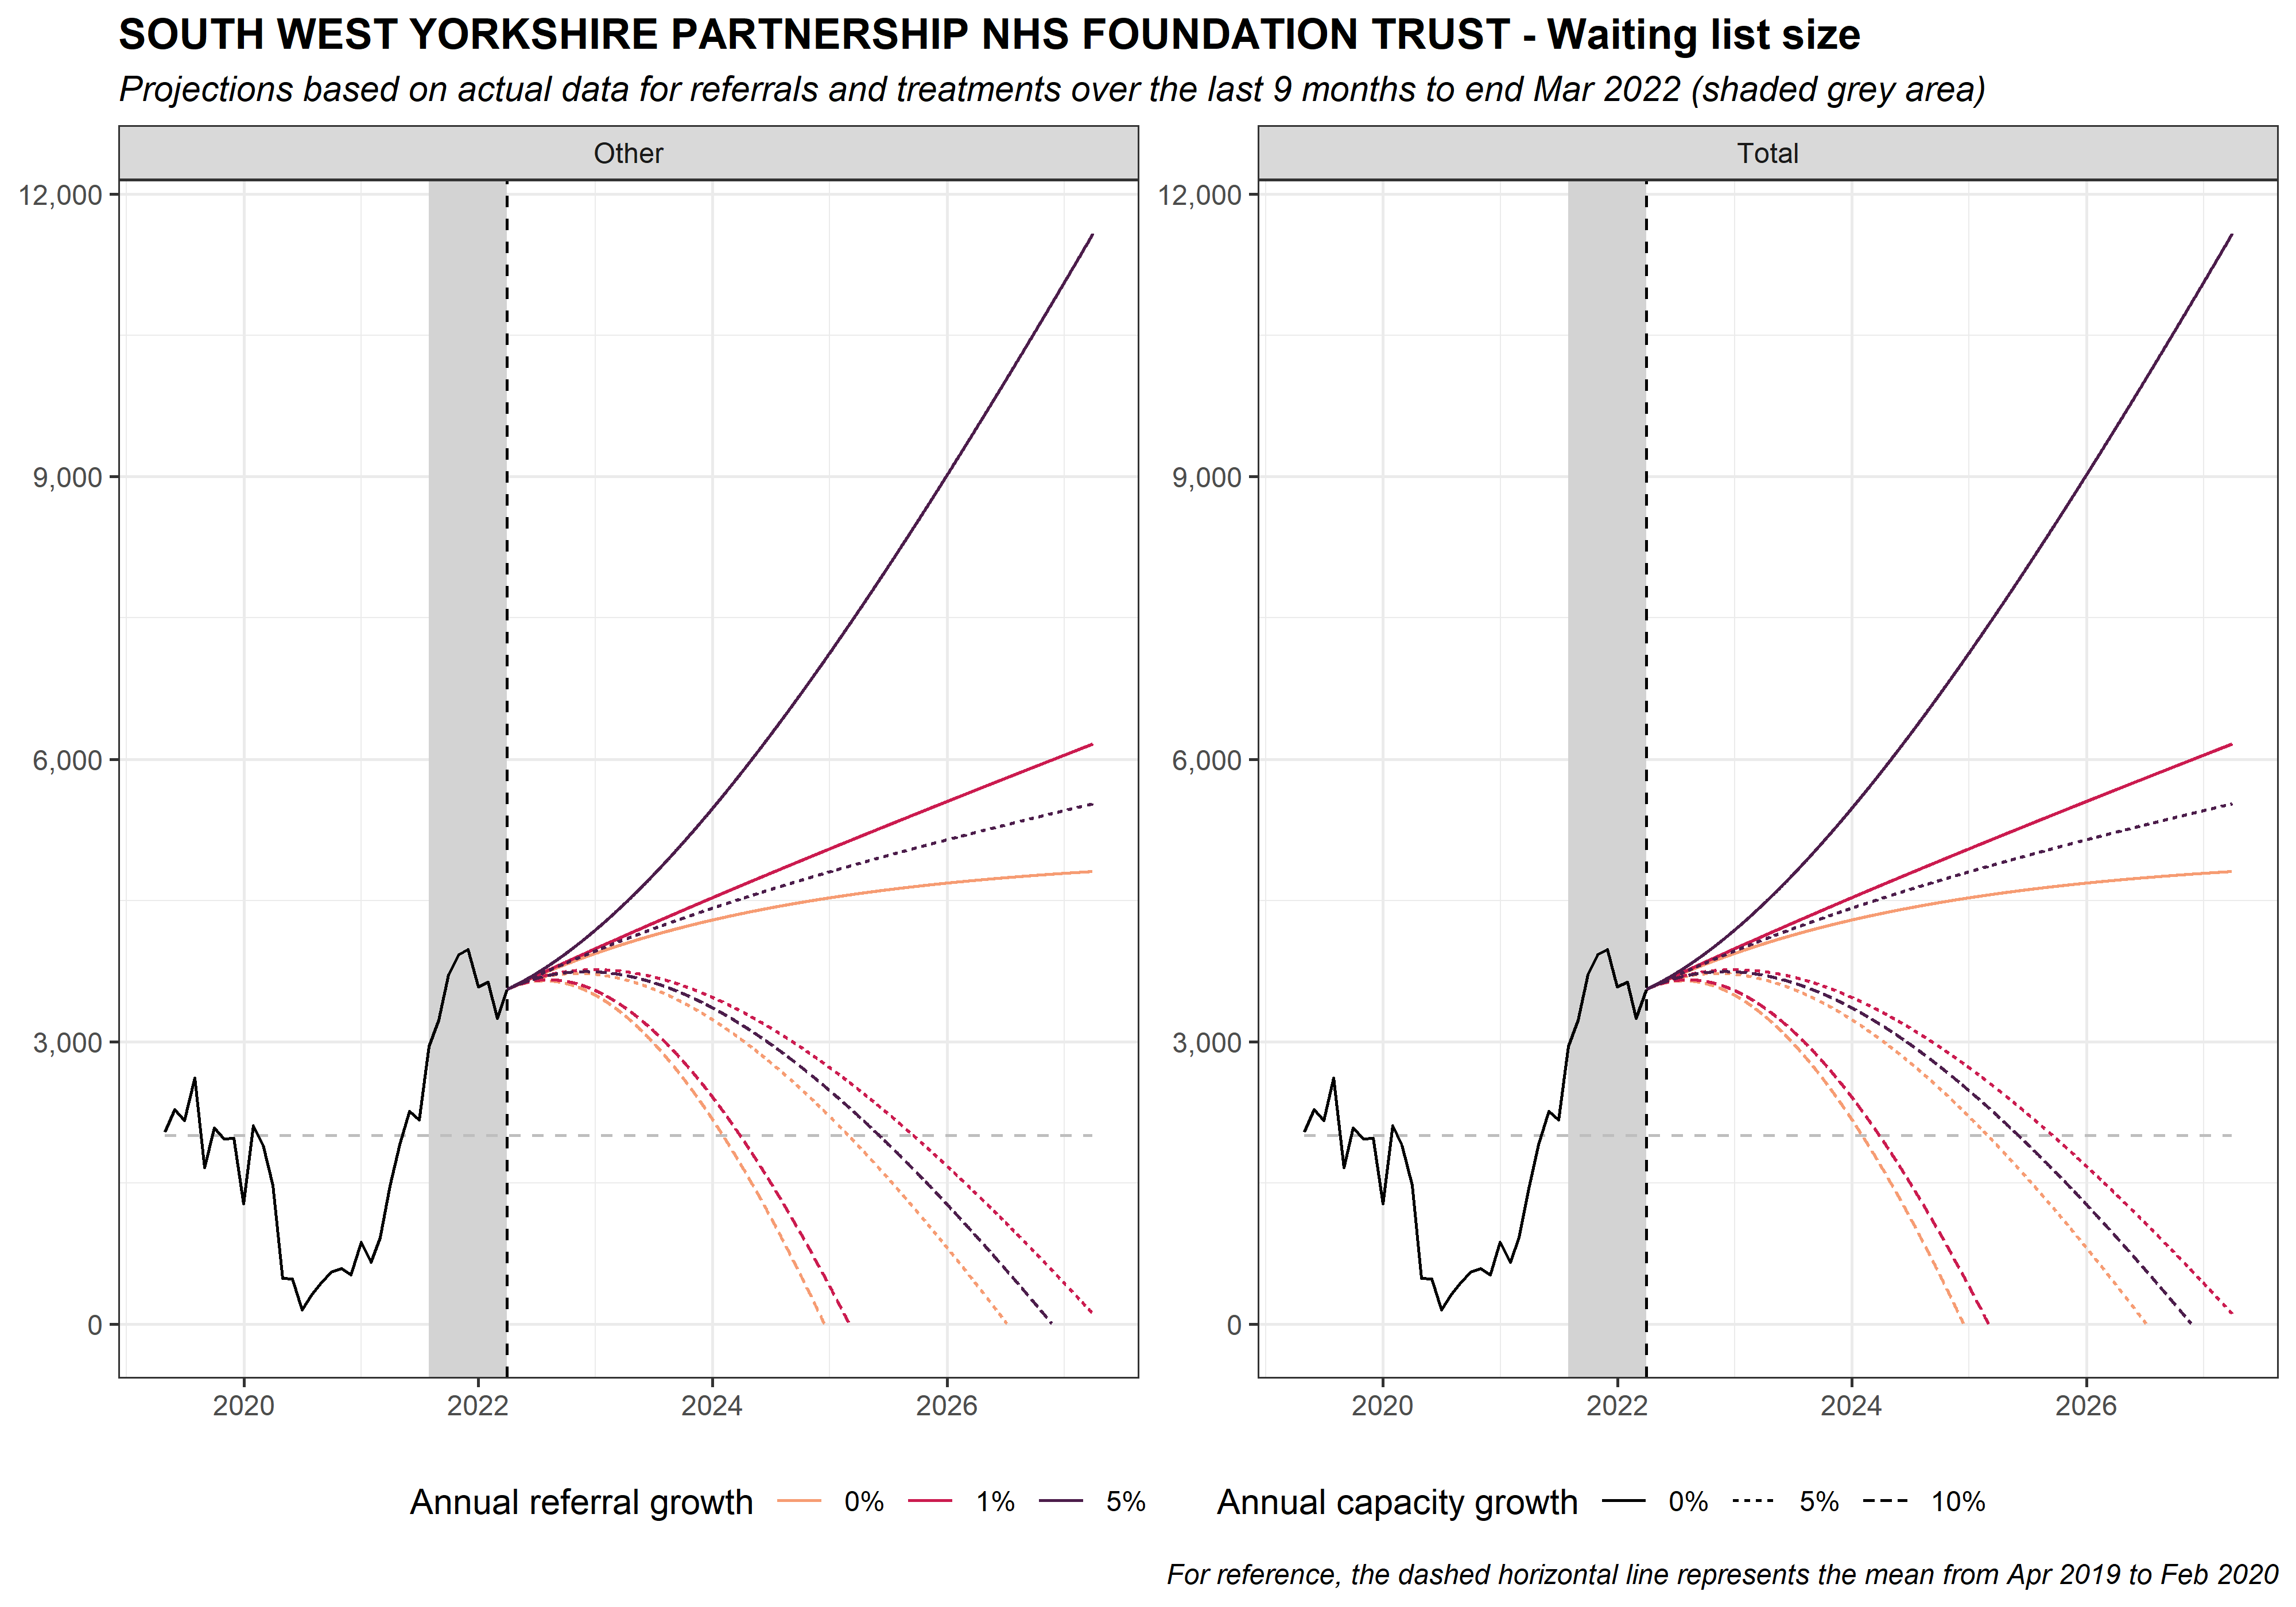 SOUTH WEST YORKSHIRE PARTNERSHIP NHS FOUNDATION TRUST - Waiting list size
Projections based on actual data for referrals and treatments over the last 9 months to end Mar 2022 (shaded grey area)
Other
12,000
9,000
6,000
3,000
0
2020 2022 2024 2026
Total
12,000
9,000
6,000
3,000
0
2020 2022 2024 2026
Annual referral growth 0% 1% 5%
Annual capacity growth 0% 5% 10%
For reference, the dashed horizontal line represents the mean from Apr 2019 to Feb 2020